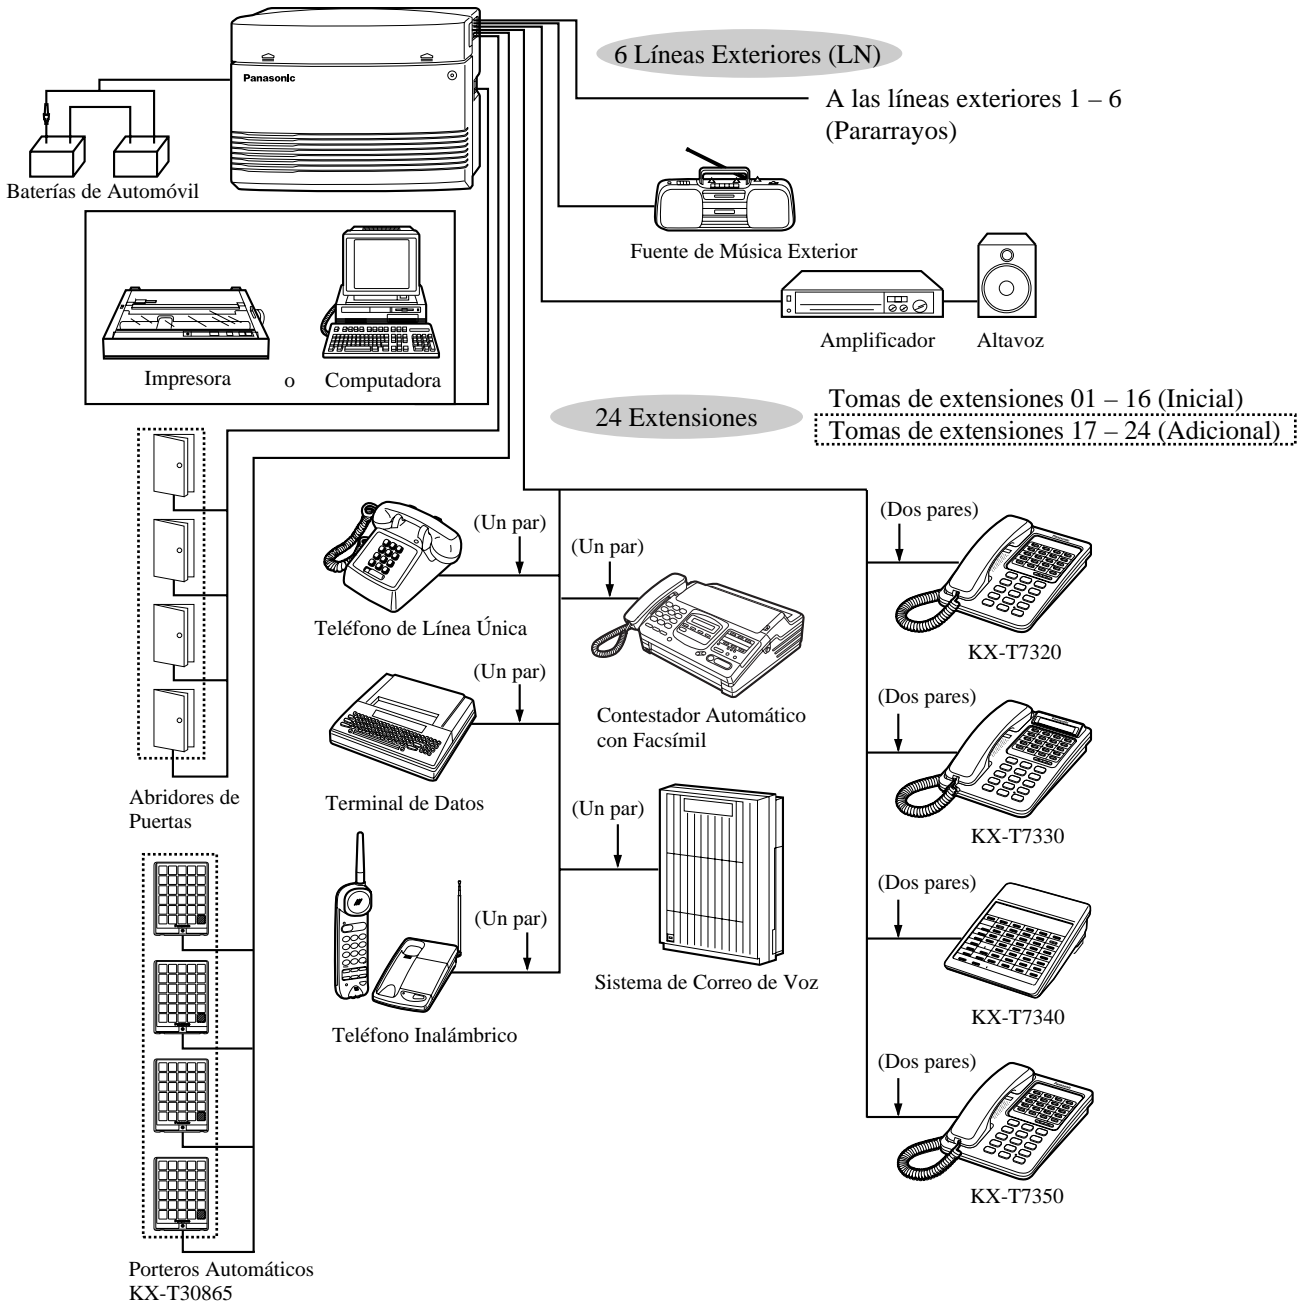 6 Líneas Exteriores (LN)
Panasonic
A las líneas exteriores 1 – 6
(Pararrayos)
Baterías de Automóvil
Fuente de Música Exterior
Amplificador
Altavoz
Impresora
o
Computadora
24 Extensiones
Tomas de extensiones 01 – 16 (Inicial)
Tomas de extensiones 17 – 24 (Adicional)
(Un par)
(Un par)
(Dos pares)
Teléfono de Línea Única
KX-T7320
(Un par)
Contestador Automático
con Facsímil
(Dos pares)
Terminal de Datos
KX-T7330
Abridores de
Puertas
(Un par)
(Dos pares)
(Un par)
Sistema de Correo de Voz
KX-T7340
Teléfono Inalámbrico
(Dos pares)
KX-T7350
Porteros Automáticos
KX-T30865